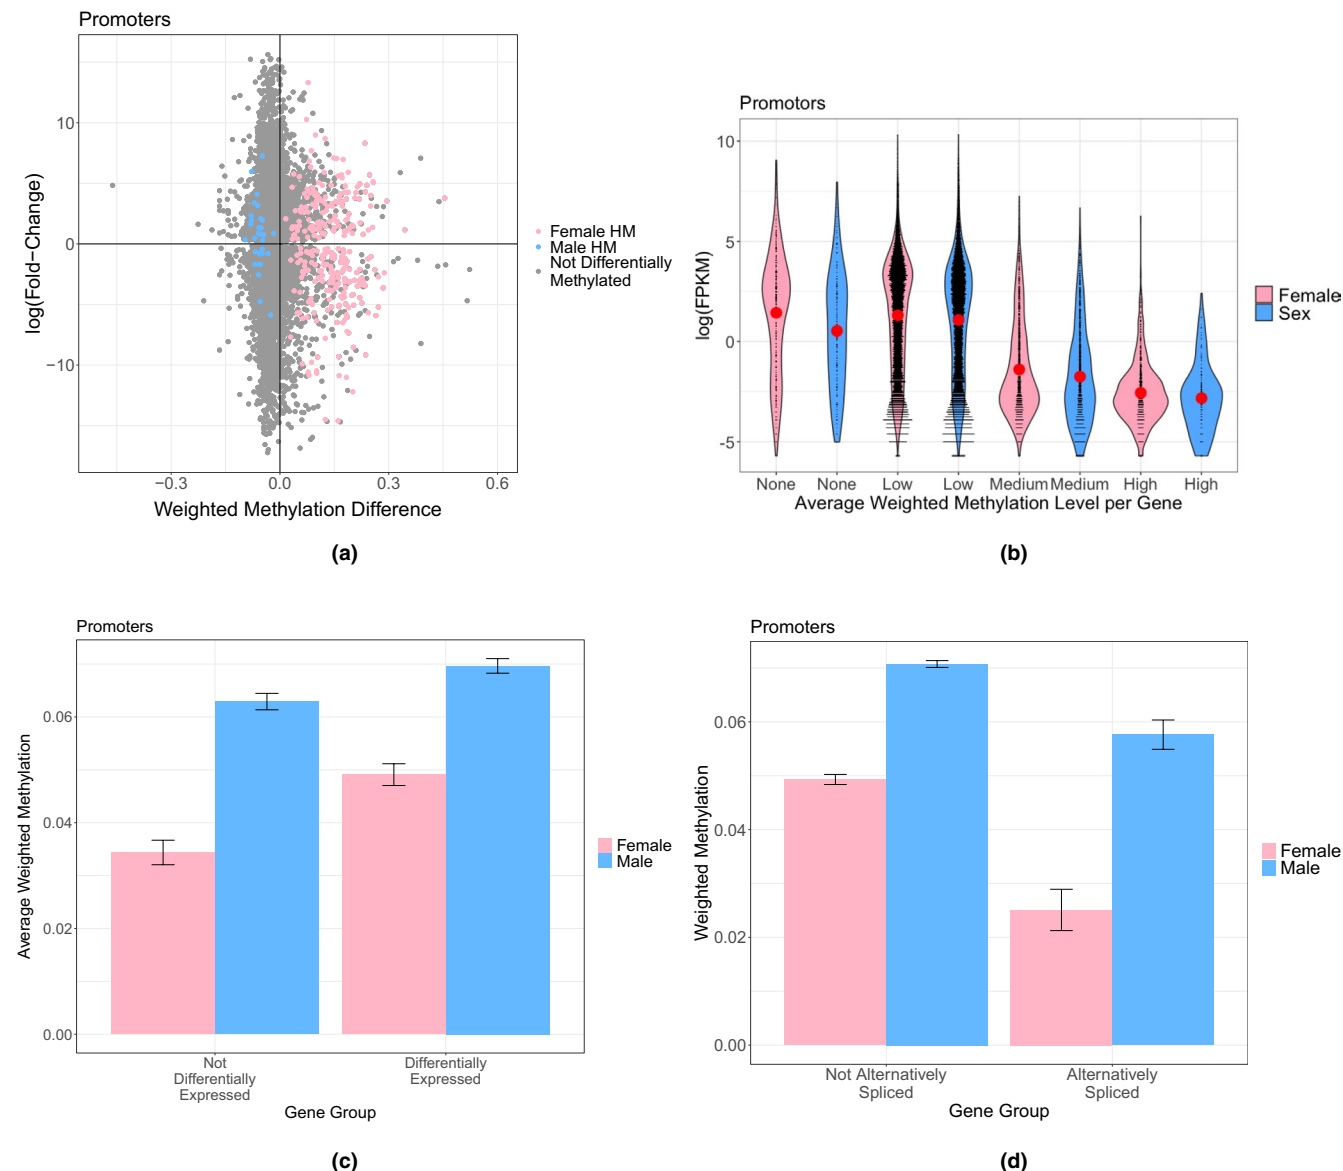 Promoters
log(Fold−Change)
10
0
−10
−0.3
0.0
0.3
0.6
Weighted Methylation Difference
Female HM
Male HM
Not Differentially
Methylated
(a)
Promotors
log(FPKM)
10
5
0
-5
None
None
Low
Low
Medium
Medium
High
High
Average Weighted Methylation Level per Gene
Female
Sex
(b)
Promoters
Average Weighted Methylation
0.06
0.04
0.02
0.00
Not
Differentially
Expressed
Differentially
Expressed
Gene Group
Female
Male
(c)
Promoters
Weighted Methylation
0.06
0.04
0.02
0.00
Not Alternatively
Spliced
Alternatively
Spliced
Gene Group
Female
Male
(d)